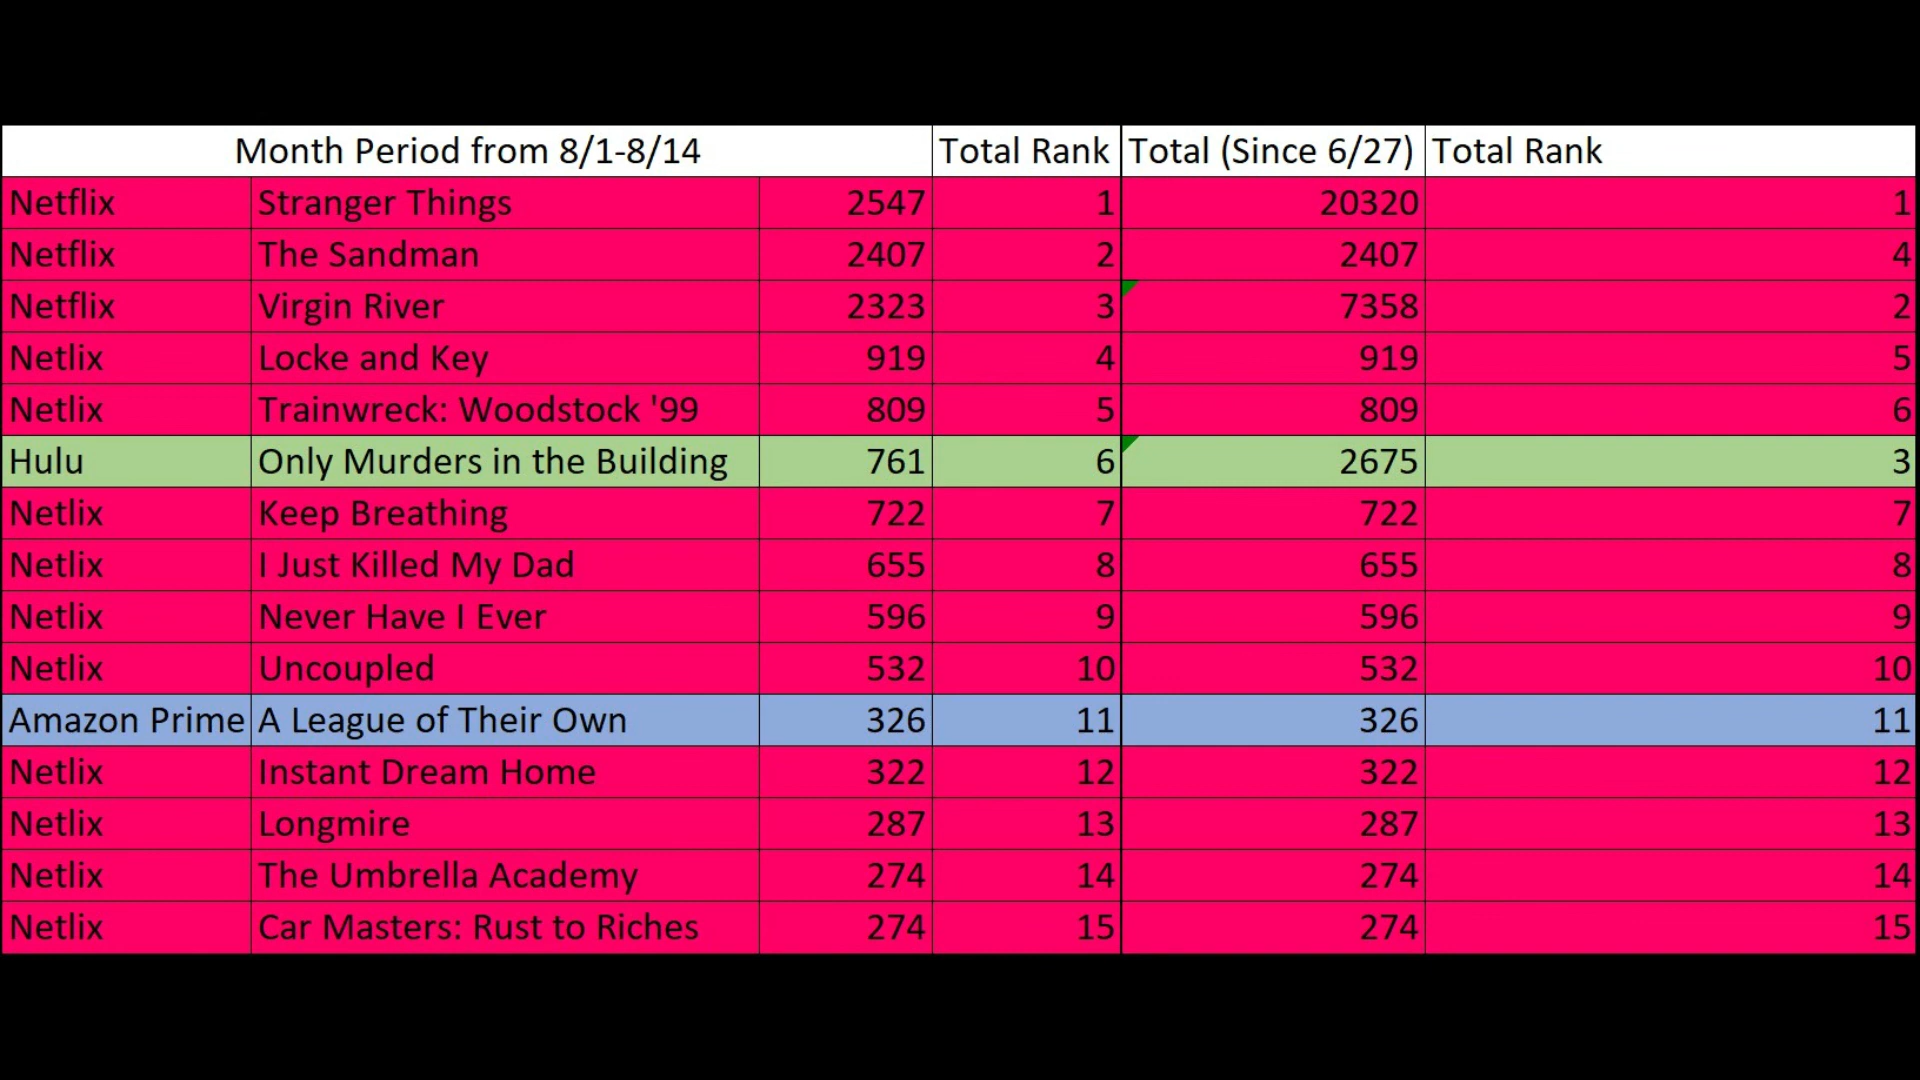 Month Period from 8/1-8/14 Total Rank Total (Since 6/27) Total Rank
Netflix Stranger Things 2547 1 20320 1
Netflix The Sandman 2407 2 2407 4
Netflix Virgin River 2323 3 7358 2
Netlix Locke and Key 919 4 919 5
Netlix Trainwreck: Woodstock '99 809 5 809 6
Hulu Only Murders in the Building 761 6 2675 3
Netlix Keep Breathing 722 7 722 7
Netlix I Just Killed My Dad 655 8 655 8
Netlix Never Have I Ever 596 9 596 9
Netlix Uncoupled 532 10 532 10
Amazon Prime A League of Their Own 326 11 326 11
Netlix Instant Dream Home 322 12 322 12
Netlix Longmire 287 13 287 13
Netlix The Umbrella Academy 274 14 274 14
Netlix Car Masters: Rust to Riches 274 15 274 15